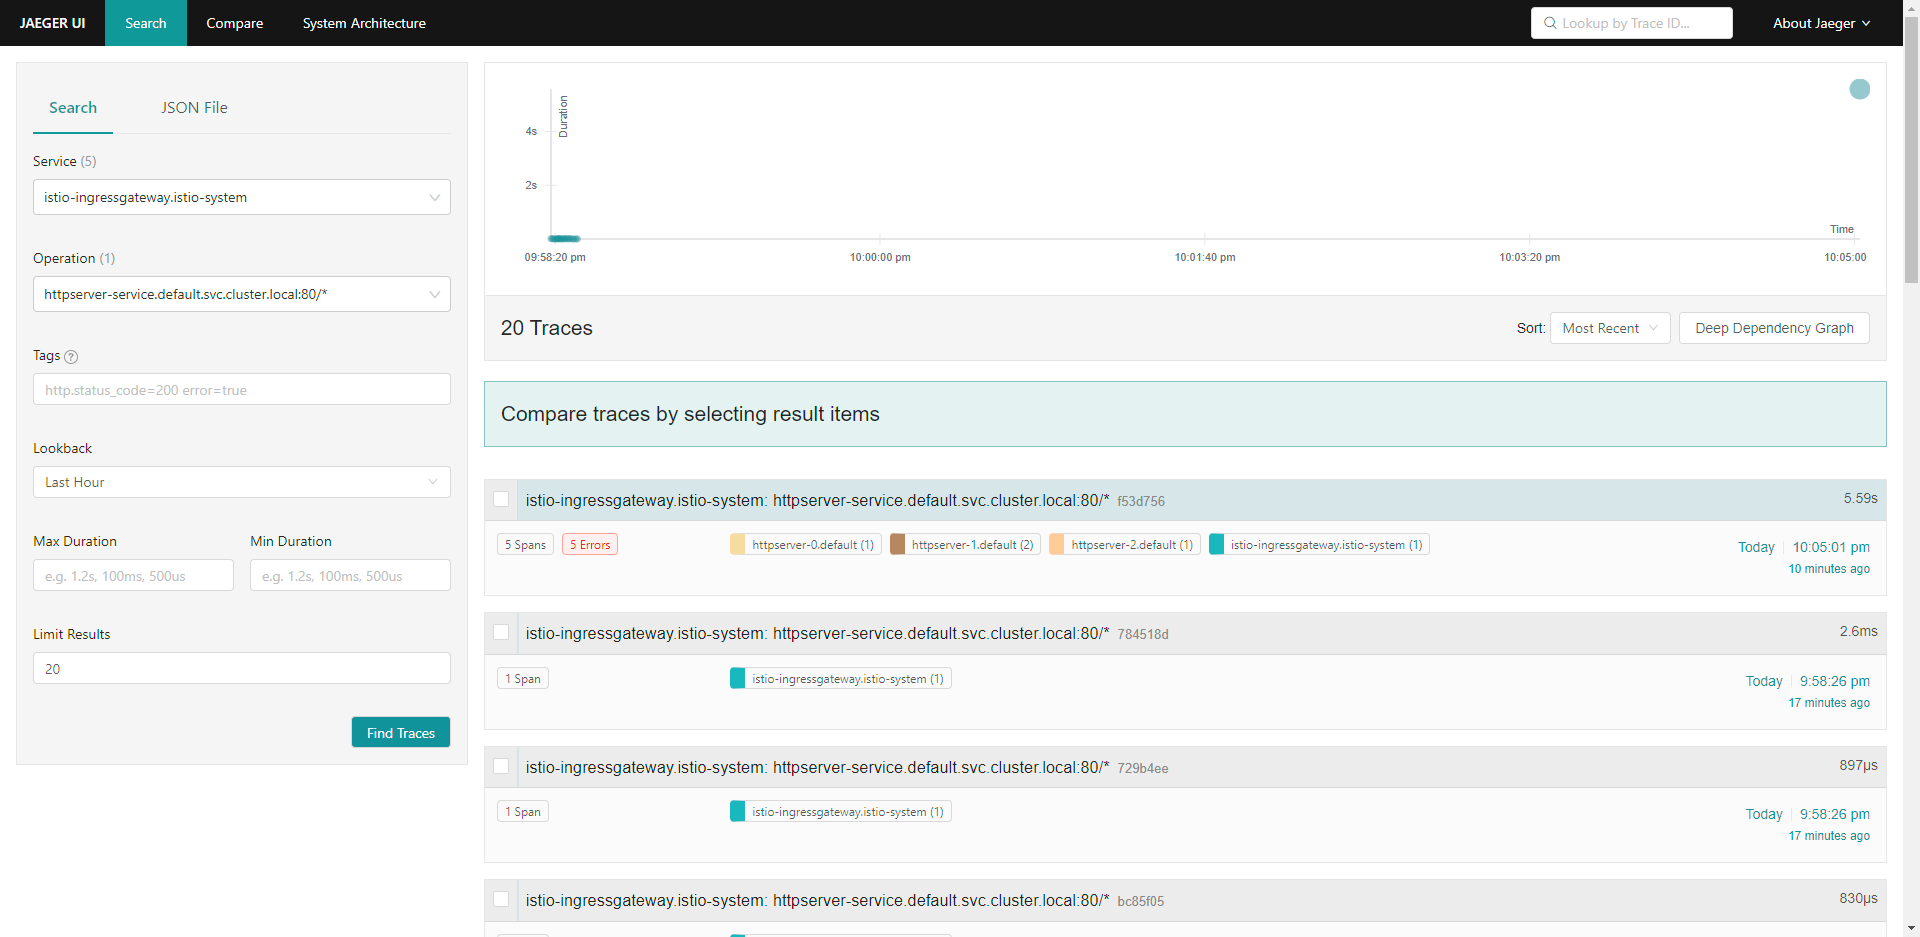 JAEGER UI
Search
Compare
System Architecture
Lookup by Trace ID...
About Jaeger
Search
JSON File
Service (5)
istio-ingressgateway.istio-system
Operation (1)
httpserver-service.default.svc.cluster.local:80/*
Tags ?
http.status_code=200 error=true
Lookback
Last Hour
Max Duration
Min Duration
e.g. 1.2s, 100ms, 500us
e.g. 1.2s, 100ms, 500us
Limit Results
20
Find Traces
Duration
4s
2s
Time
09:58:20 pm
10:00:00 pm
10:01:40 pm
10:03:20 pm
10:05:00
20 Traces
Sort:
Most Recent
Deep Dependency Graph
Compare traces by selecting result items
istio-ingressgateway.istio-system: httpserver-service.default.svc.cluster.local:80/* f53d756
5.59s
5 Spans
5 Errors
httpserver-0.default (1)
httpserver-1.default (2)
httpserver-2.default (1)
istio-ingressgateway.istio-system (1)
Today
10:05:01 pm
10 minutes ago
istio-ingressgateway.istio-system: httpserver-service.default.svc.cluster.local:80/* 784518d
2.6ms
1 Span
istio-ingressgateway.istio-system (1)
Today
9:58:26 pm
17 minutes ago
istio-ingressgateway.istio-system: httpserver-service.default.svc.cluster.local:80/* 729b4ee
897μs
1 Span
istio-ingressgateway.istio-system (1)
Today
9:58:26 pm
17 minutes ago
istio-ingressgateway.istio-system: httpserver-service.default.svc.cluster.local:80/* bc85f05
830μs